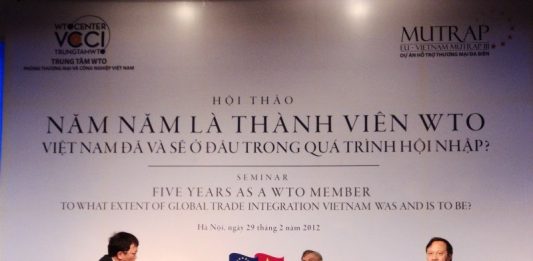 WTO CENTER
VCCI
TRUNGTAMWTO
TRUNG TÂM WTO
PHÒNG THƯƠNG MẠI VÀ CÔNG NGHIỆP VIỆT NAM
MUTRAP
EU - VIETNAM MUTRAP III
DỰ ÁN HỖ TRỢ THƯƠNG MẠI ĐA BIÊN
HỘI THẢO
NĂM NĂM LÀ THÀNH VIÊN WTO
VIỆT NAM ĐÃ VÀ SẼ Ở ĐÂU TRONG QUÁ TRÌNH HỘI NHẬP?
SEMINAR
FIVE YEARS AS A WTO MEMBER
TO WHAT EXTENT OF GLOBAL TRADE INTEGRATION VIETNAM WAS AND IS TO BE?
Hà Nội, ngày 29 tháng 2 năm 2012